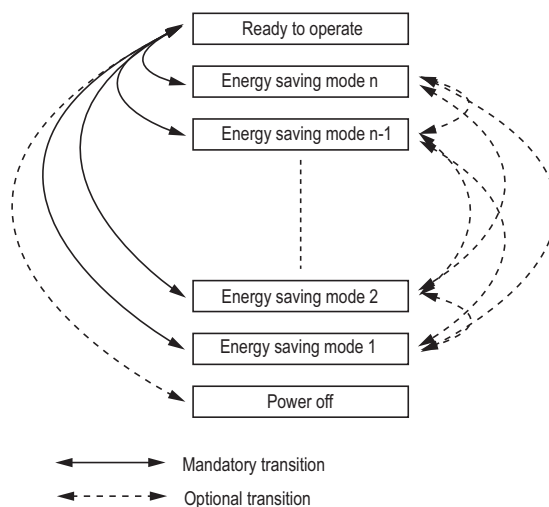 Ready to operate
Energy saving mode n
Energy saving mode n-1
Energy saving mode 2
Energy saving mode 1
Power off
Mandatory transition
Optional transition